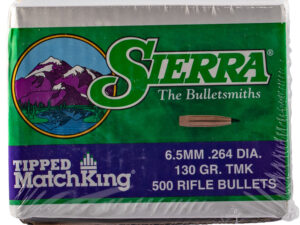 SIERRA®
The Bulletsmiths
TIPPED
MatchKing®
6.5MM .264 DIA.
130 GR. TMK
500 RIFLE BULLETS